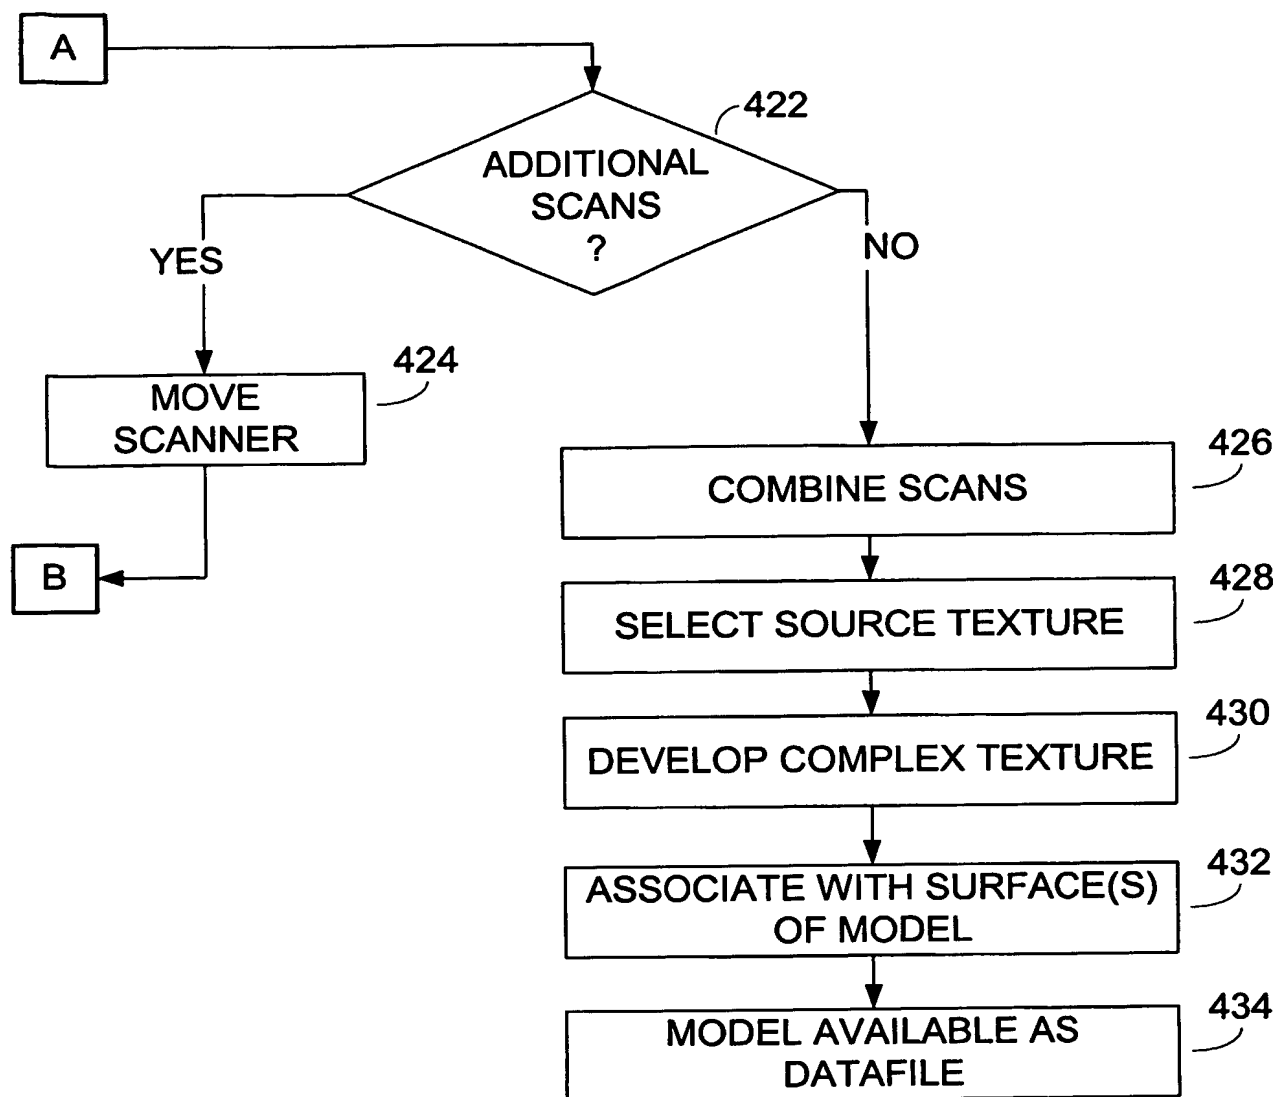 A
422
ADDITIONAL
SCANS
?
YES
NO
424
MOVE
SCANNER
B
426
COMBINE SCANS
428
SELECT SOURCE TEXTURE
430
DEVELOP COMPLEX TEXTURE
432
ASSOCIATE WITH SURFACE(S)
OF MODEL
434
MODEL AVAILABLE AS
DATAFILE